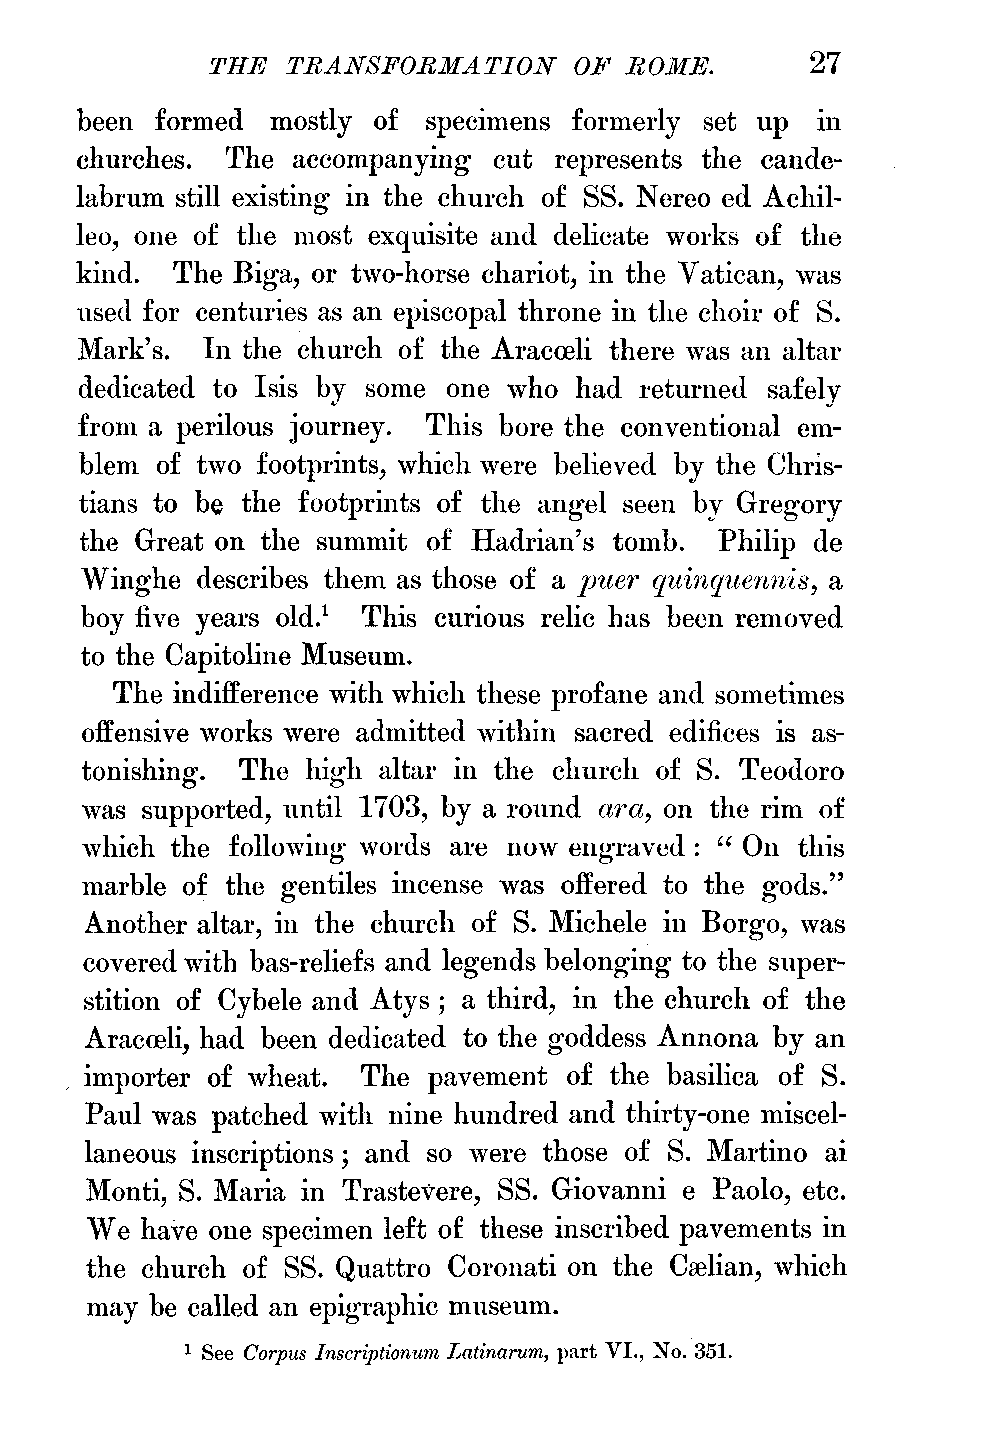 THE TRANSFORMATION OF ROME. 27
been formed mostly of specimens formerly set up in
churches. The accompanying cut represents the cande-
labrum still existing in the church of SS. Nereo ed Achil-
leo, one of the most exquisite and delicate works of the
kind. The Biga, or two-horse chariot, in the Vatican, was
used for centuries as an episcopal throne in the choir of S.
Mark's. In the church of the Aracœli there was an altar
dedicated to Isis by some one who had returned safely
from a perilous journey. This bore the conventional em-
blem of two footprints, which were believed by the Chris-
tians to be the footprints of the angel seen by Gregory
the Great on the summit of Hadrian's tomb. Philip de
Winghe describes them as those of a puer quinquennis, a
boy five years old.¹ This curious relic has been removed
to the Capitoline Museum.
The indifference with which these profane and sometimes
offensive works were admitted within sacred edifices is as-
tonishing. The high altar in the church of S. Teodoro
was supported, until 1703, by a round ara, on the rim of
which the following words are now engraved : " On this
marble of the gentiles incense was offered to the gods."
Another altar, in the church of S. Michele in Borgo, was
covered with bas-reliefs and legends belonging to the super-
stition of Cybele and Atys ; a third, in the church of the
Aracœli, had been dedicated to the goddess Annona by an
importer of wheat. The pavement of the basilica of S.
Paul was patched with nine hundred and thirty-one miscel-
laneous inscriptions ; and so were those of S. Martino ai
Monti, S. Maria in Trastevere, SS. Giovanni e Paolo, etc.
We have one specimen left of these inscribed pavements in
the church of SS. Quattro Coronati on the Cælian, which
may be called an epigraphic museum.
¹ See Corpus Inscriptionum Latinarum, part VI., No. 351.